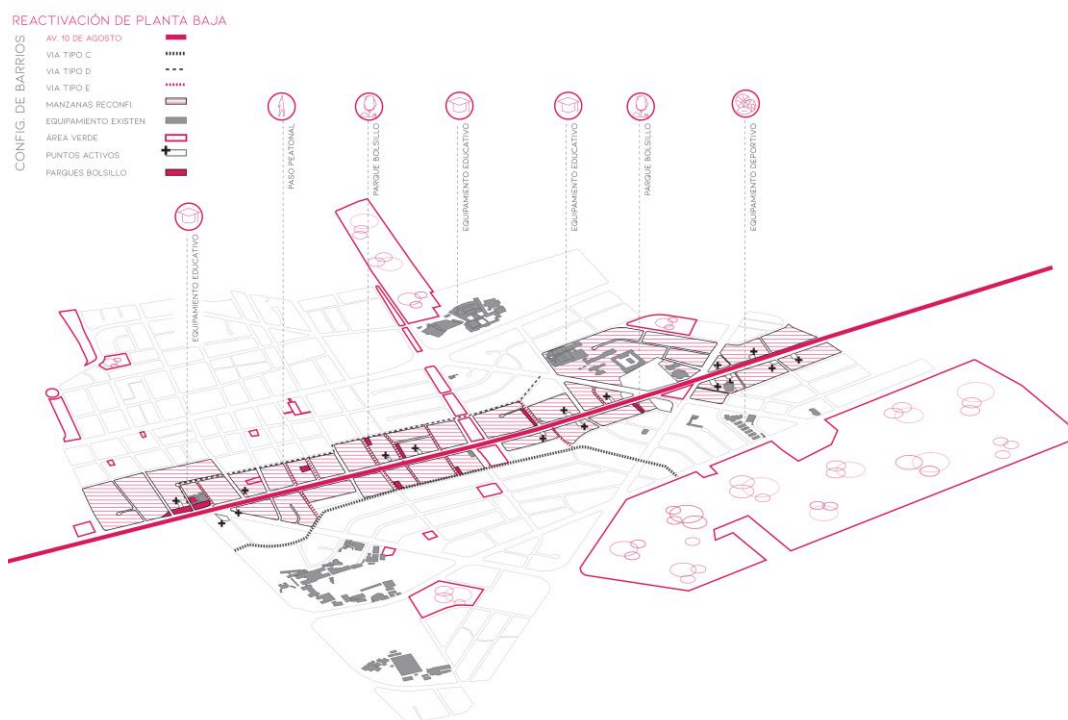 REACTIVACIÓN DE PLANTA BAJA
CONFIG. DE BARRIOS
AV. 10 DE AGOSTO
VIA TIPO C
VIA TIPO D
VIA TIPO E
MANZANAS RECONFI.
EQUIPAMIENTO EXISTEN.
ÁREA VERDE
PUNTOS ACTIVOS
PARQUES BOLSILLO
EQUIPAMIENTO EDUCATIVO
PASO PEATONAL
PARQUE BOLSILLO
EQUIPAMIENTO EDUCATIVO
EQUIPAMIENTO EDUCATIVO
PARQUE BOLSILLO
EQUIPAMIENTO DEPORTIVO